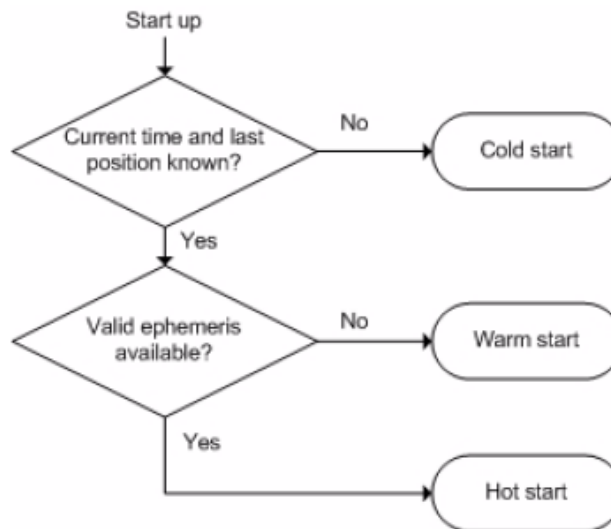 Start up
Current time and last
position known?
No
Cold start
Yes
Valid ephemeris
available?
No
Warm start
Yes
Hot start